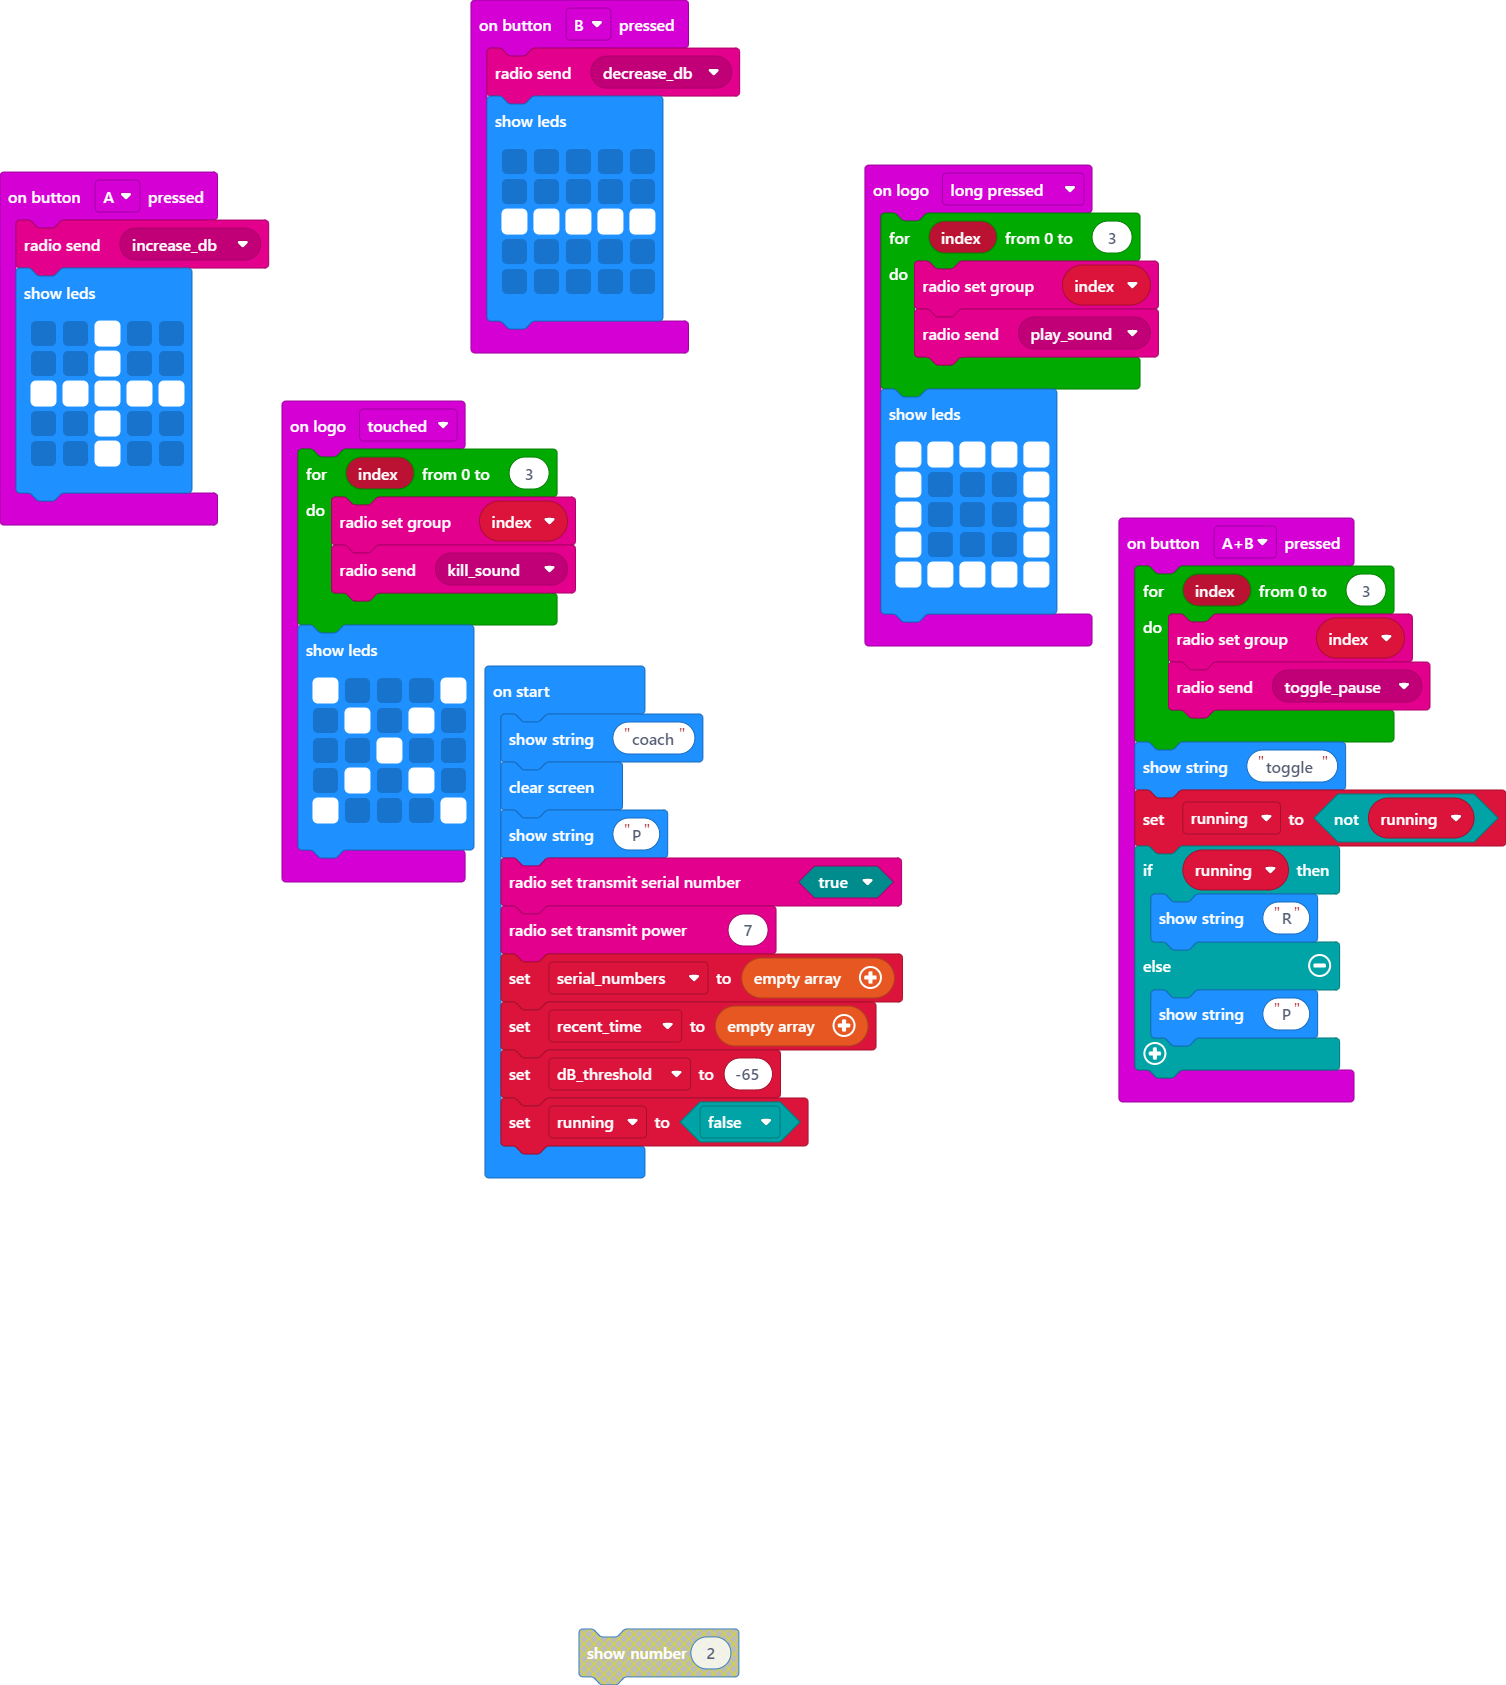 on button B pressed
radio send decrease_db
show leds
on button A pressed
radio send increase_db
show leds
on logo long pressed
for index from 0 to 3
do
radio set group index
radio send play_sound
show leds
on logo touched
for index from 0 to 3
do
radio set group index
radio send kill_sound
show leds
on button A+B pressed
for index from 0 to 3
do
radio set group index
radio send toggle_pause
show string "toggle "
set running to not running
if running then
show string "R"
else
show string "P"
on start
show string "coach"
clear screen
show string "P"
radio set transmit serial number true
radio set transmit power 7
set serial_numbers to empty array
set recent_time to empty array
set dB_threshold to -65
set running to false
show number 2